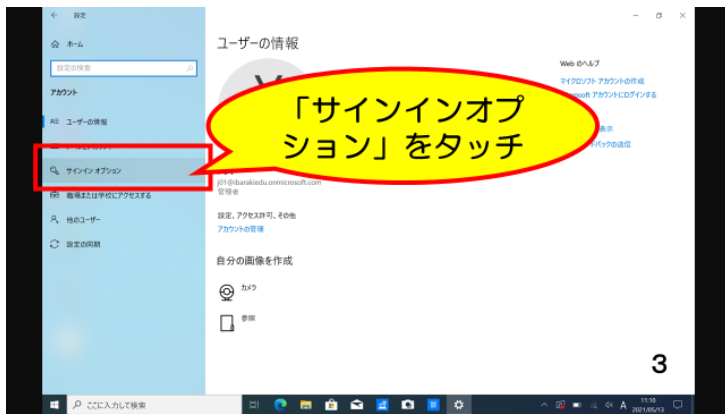 ← 設定
ホーム
設定の検索
アカウント
ユーザーの情報
サインイン オプション
職場または学校にアクセスする
他のユーザー
設定の同期
ユーザーの情報
「サインインオプ
ション」をタッチ
j01@ibarakiedu.onmicrosoft.com
管理者
設定、アクセス許可、その他
アカウントの管理
自分の画像を作成
カメラ
参照
Web のヘルプ
マイクロソフト アカウントの作成
アカウントにログインする
表示
バックの送信
3
ここに入力して検索
A
11:10
2021/05/13